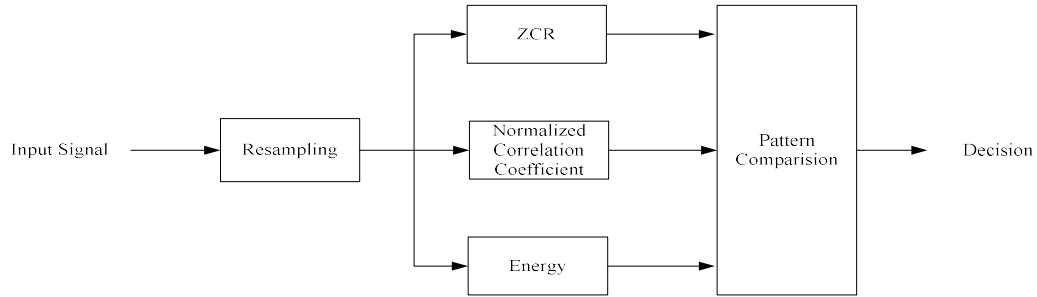 ZCR
Input Signal
Resampling
Normalized
Correlation
Coefficient
Pattern
Comparision
Decision
Energy